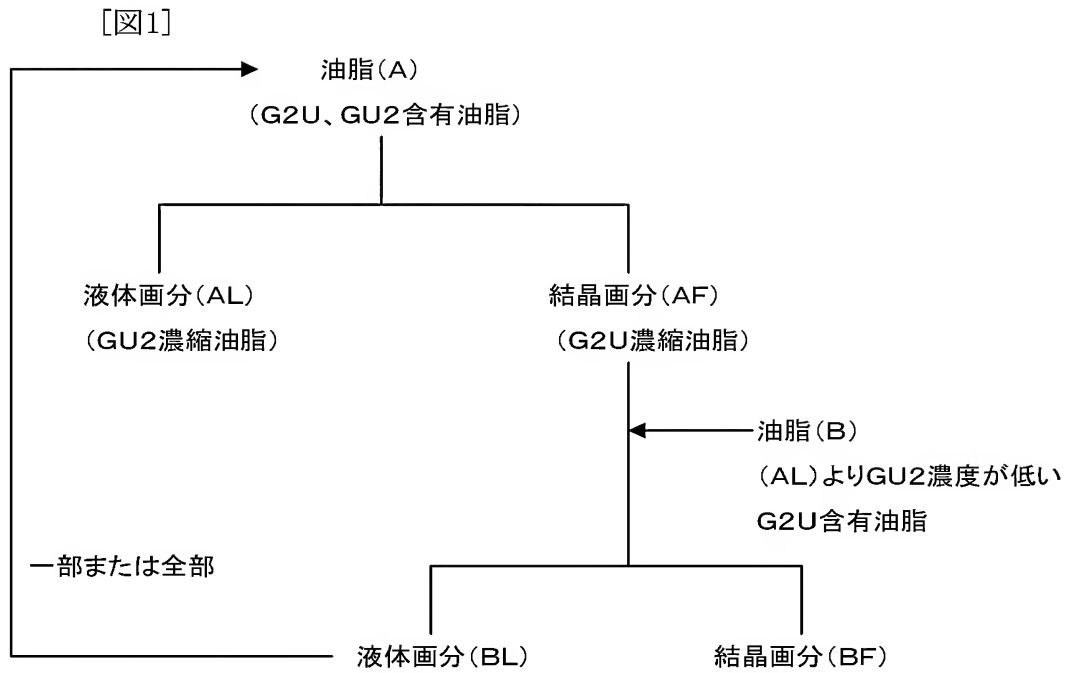 [図1]
油脂(A)
(G2U、GU2含有油脂)
液体画分(AL)
(GU2濃縮油脂)
結晶画分(AF)
(G2U濃縮油脂)
油脂(B)
(AL)よりGU2濃度が低い
G2U含有油脂
一部または全部
液体画分(BL)
結晶画分(BF)